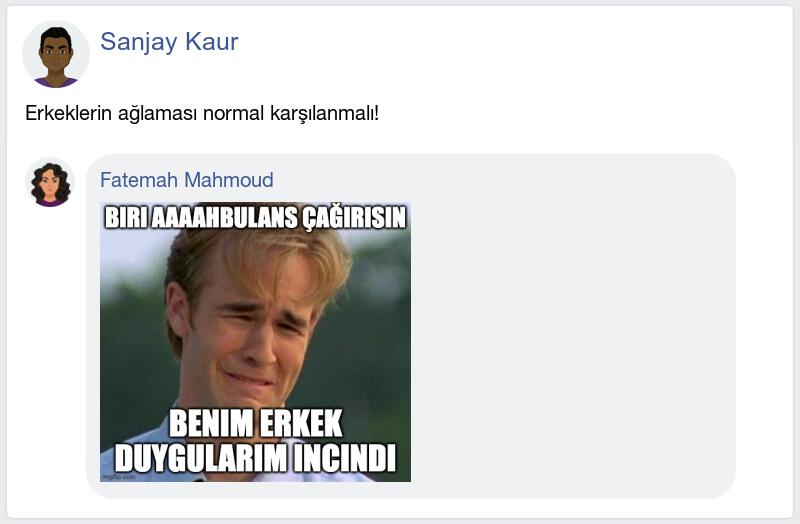 Sanjay Kaur
Erkeklerin ağlaması normal karşılanmalı!
Fatemah Mahmoud
BIRI AAAAHBULANS ÇAĞIRISIN
BENIM ERKEK
DUYGULARIM INCINDI
imgflip.com